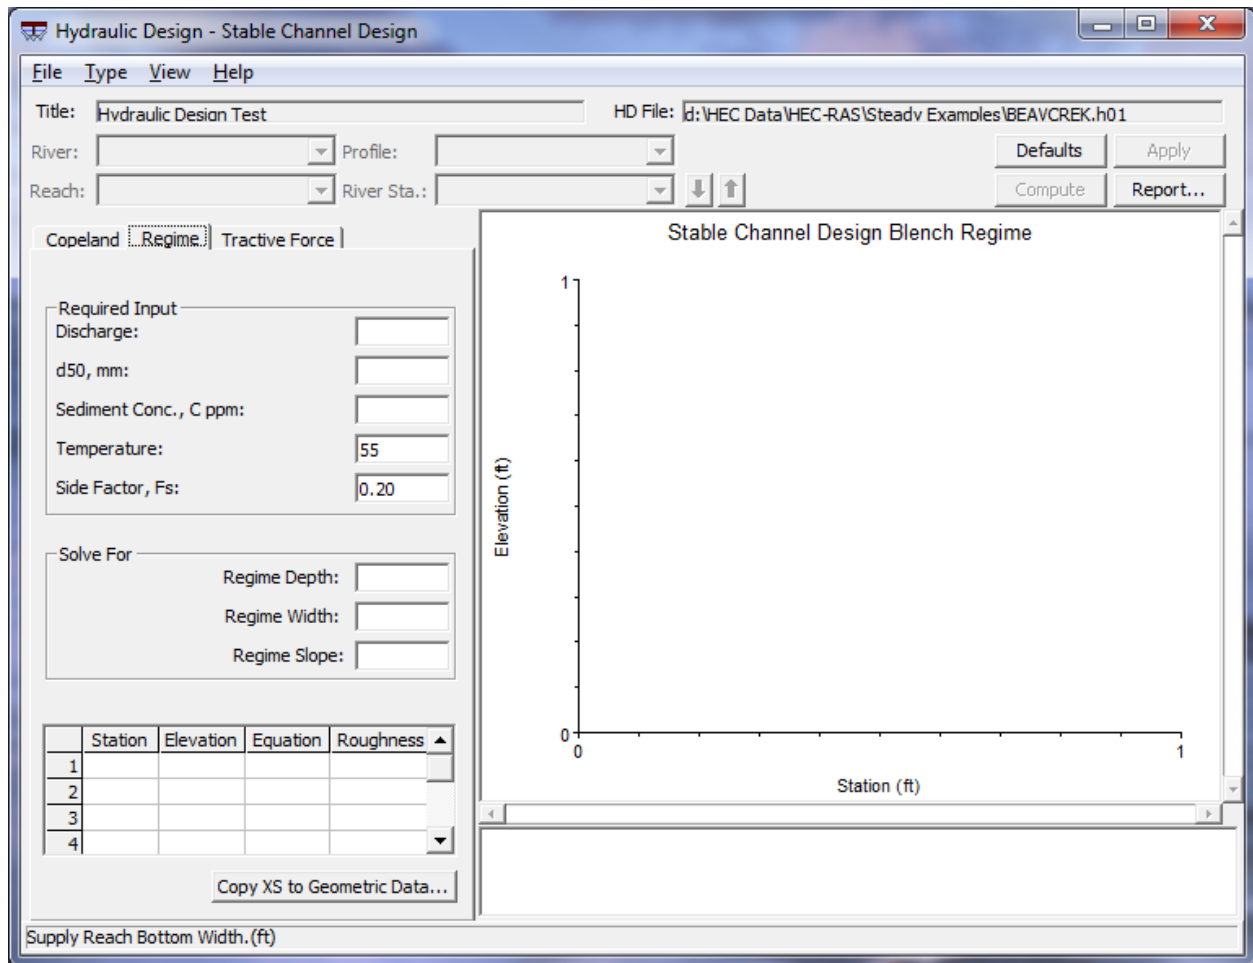 Hydraulic Design - Stable Channel Design
File Type View Help
Title: Hydraulic Design Test HD File: d:\HEC Data\HEC-RAS\Steady Examples\BEAVCREK.h01
River: Profile: Defaults Apply
Reach: River Sta.: Compute Report...
Copeland Regime Tractive Force
Required Input
Discharge:
d50, mm:
Sediment Conc., C ppm:
Temperature: 55
Side Factor, Fs: 0.20
Solve For
Regime Depth:
Regime Width:
Regime Slope:
Station Elevation Equation Roughness
1
2
3
4
Copy XS to Geometric Data...
Stable Channel Design Blench Regime
1
Elevation (ft)
0
0 1
Station (ft)
Supply Reach Bottom Width.(ft)